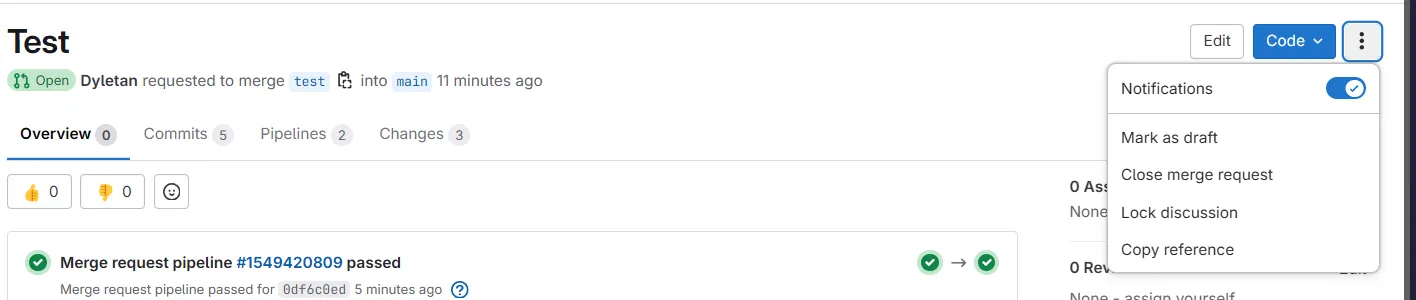 Test
Edit
Code
Open Dyletan requested to merge test into main 11 minutes ago
Notifications
Overview 0 Commits 5 Pipelines 2 Changes 3
Mark as draft
Close merge request
Lock discussion
Copy reference
0
0
0 Ass
None
Merge request pipeline #1549420809 passed
Merge request pipeline passed for 0df6c0ed 5 minutes ago
0 Rev
None - assign yourself